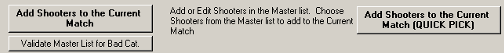 Add Shooters to the Current
Match
Validate Master List for Bad Cat.
Add or Edit Shooters in the Master list. Choose
Shooters from the Master list to add to the Current
Match
Add Shooters to the Current
Match (QUICK PICK)